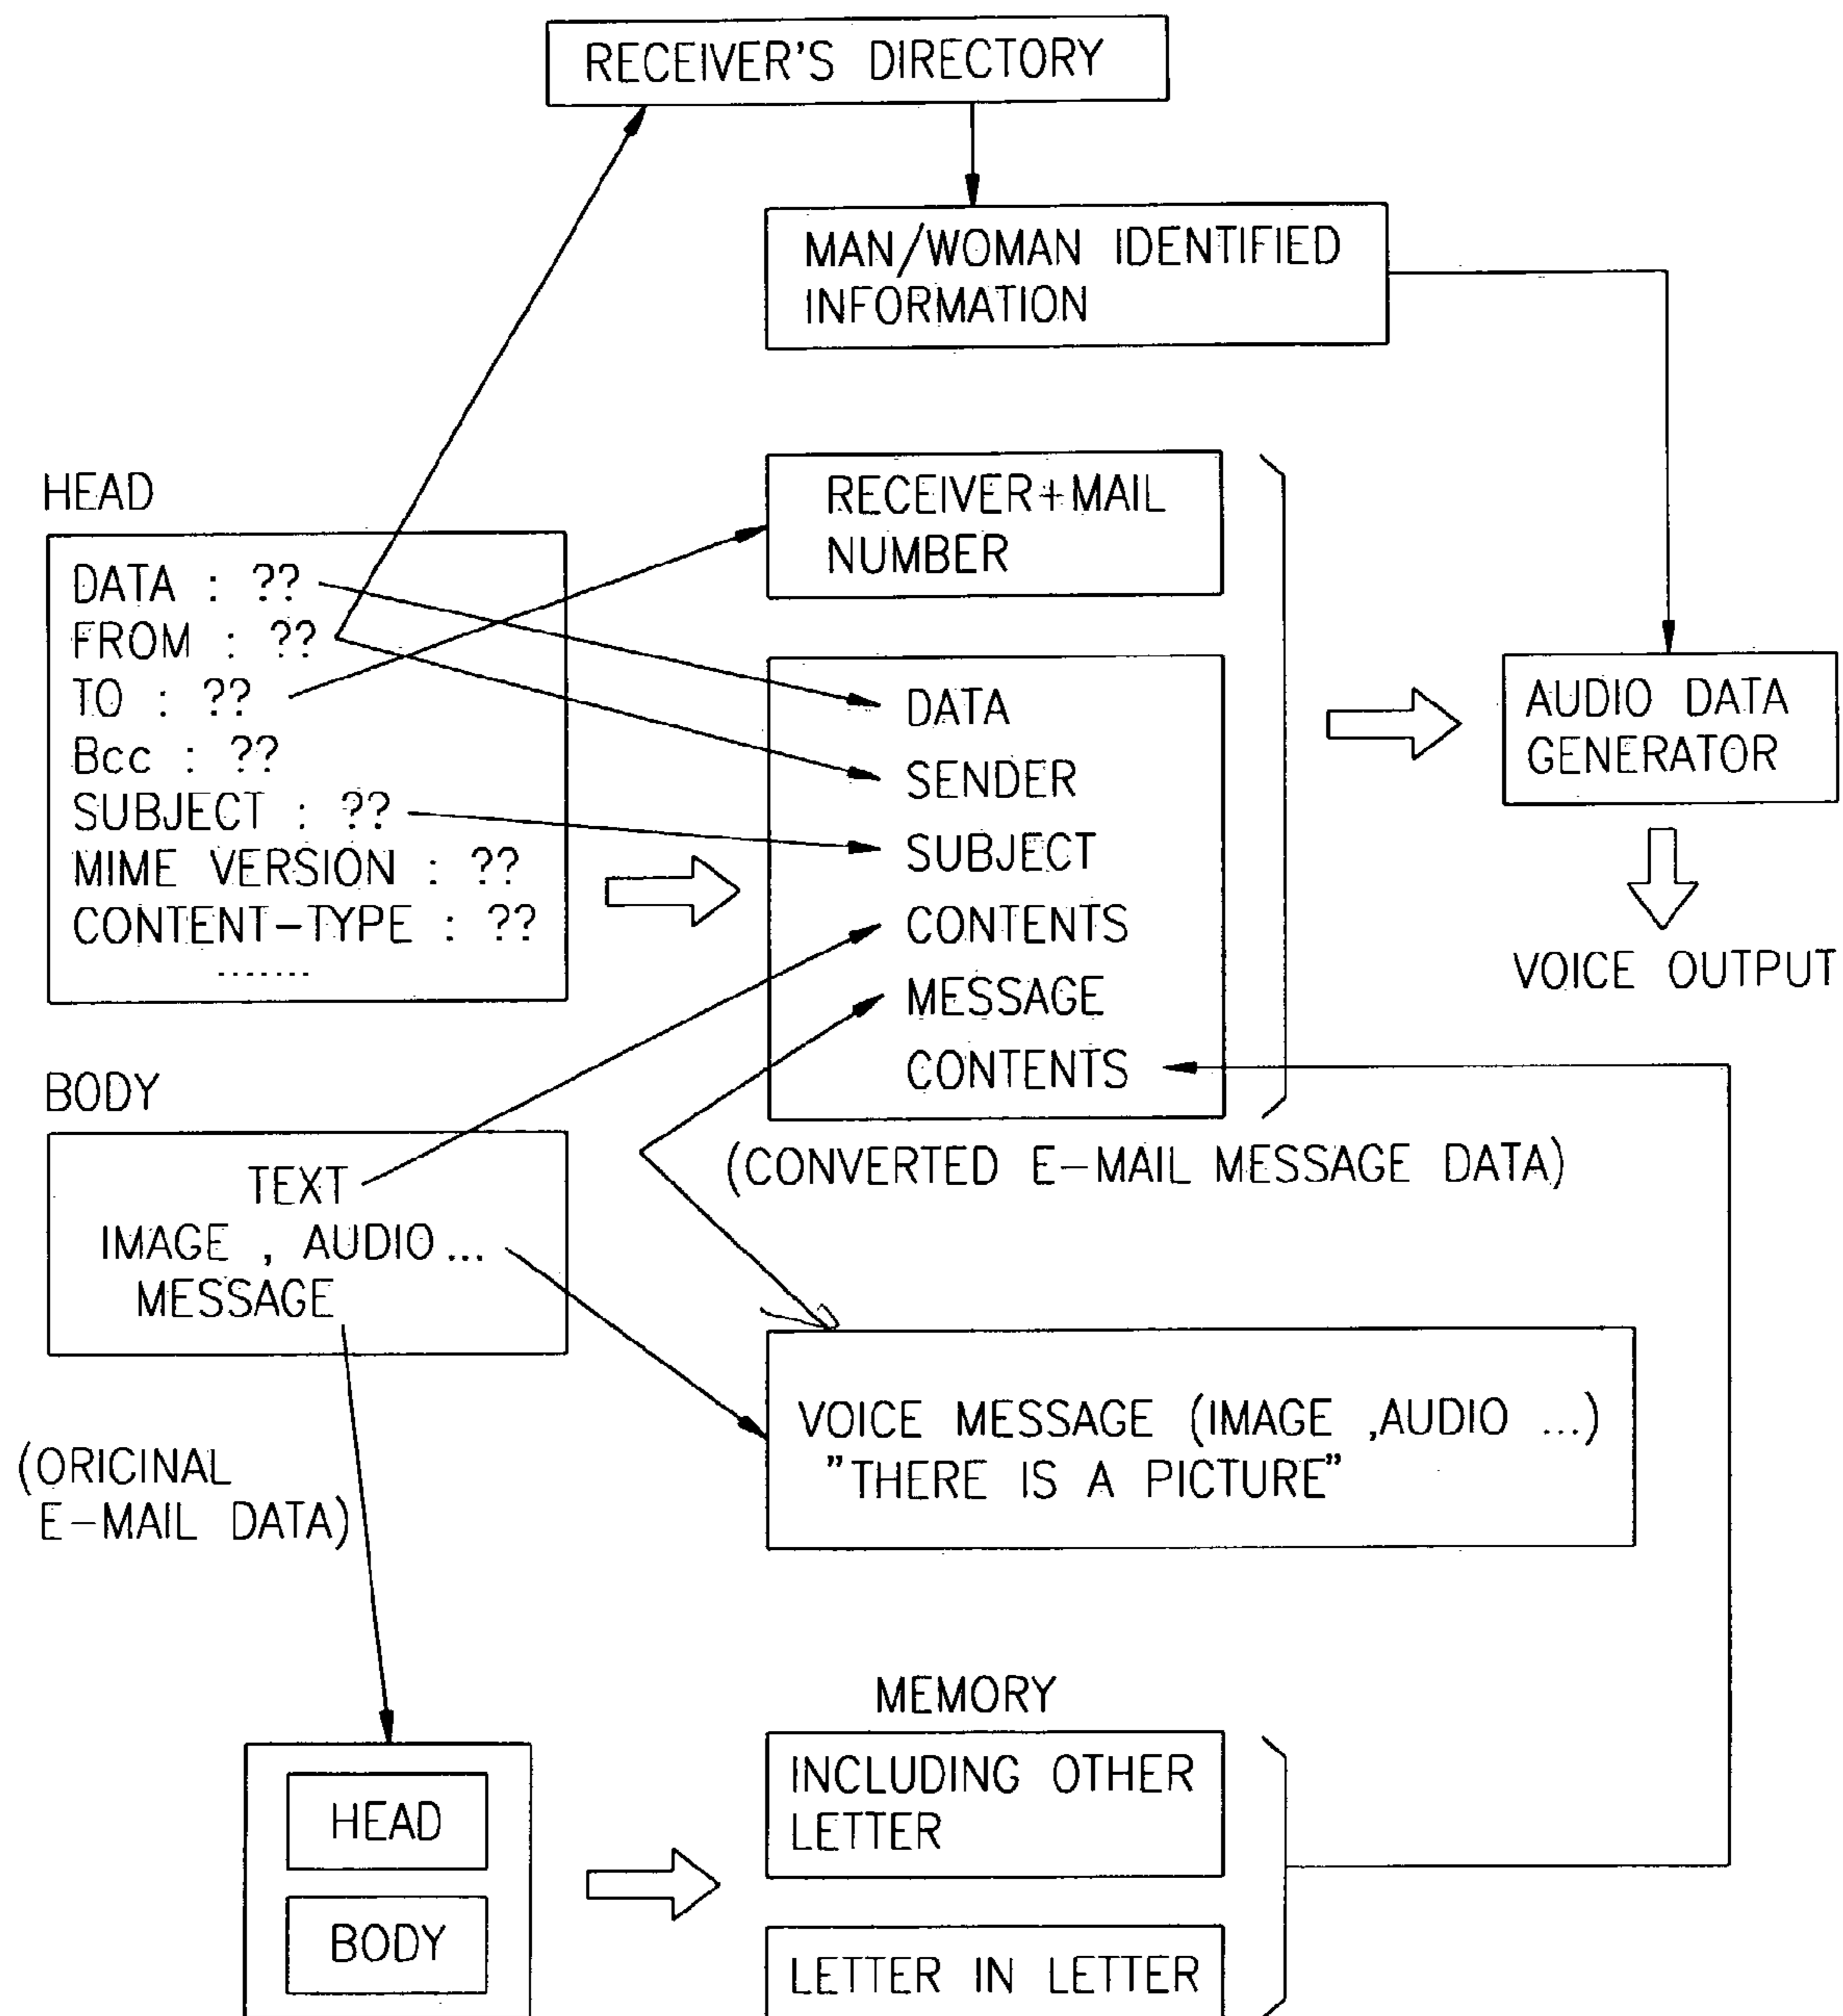 RECEIVER'S DIRECTORY
MAN/WOMAN IDENTIFIED
INFORMATION
HEAD
DATA : ??
FROM : ??
TO : ??
Bcc : ??
SUBJECT : ??
MIME VERSION : ??
CONTENT-TYPE : ??
.......
RECEIVER+MAIL
NUMBER
DATA
SENDER
SUBJECT
CONTENTS
MESSAGE
CONTENTS
AUDIO DATA
GENERATOR
VOICE OUTPUT
(CONVERTED E-MAIL MESSAGE DATA)
BODY
TEXT
IMAGE , AUDIO ...
MESSAGE
(ORICINAL
E-MAIL DATA)
VOICE MESSAGE (IMAGE ,AUDIO ...)
"THERE IS A PICTURE"
HEAD
BODY
MEMORY
INCLUDING OTHER
LETTER
LETTER IN LETTER